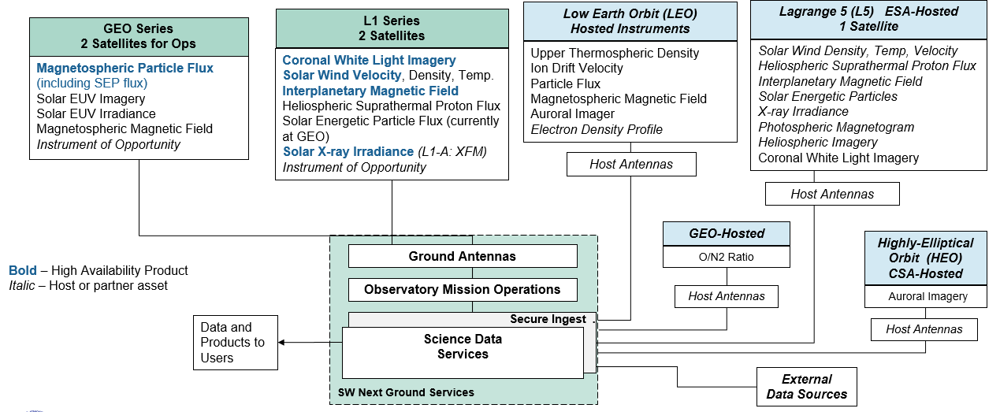 GEO Series
2 Satellites for Ops
Magnetospheric Particle Flux
(including SEP flux)
Solar EUV Imagery
Solar EUV Irradiance
Magnetospheric Magnetic Field
Instrument of Opportunity
L1 Series
2 Satellites
Coronal White Light Imagery
Solar Wind Velocity, Density, Temp.
Interplanetary Magnetic Field
Heliospheric Suprathermal Proton Flux
Solar Energetic Particle Flux (currently
at GEO)
Solar X-ray Irradiance (L1-A: XFM)
Instrument of Opportunity
Low Earth Orbit (LEO)
Hosted Instruments
Upper Thermospheric Density
Ion Drift Velocity
Particle Flux
Magnetospheric Magnetic Field
Auroral Imager
Electron Density Profile
Host Antennas
Lagrange 5 (L5) ESA-Hosted
1 Satellite
Solar Wind Density, Temp, Velocity
Heliospheric Suprathermal Proton Flux
Interplanetary Magnetic Field
Solar Energetic Particles
X-ray Irradiance
Photospheric Magnetogram
Heliospheric Imagery
Coronal White Light Imagery
Host Antennas
GEO-Hosted
O/N2 Ratio
Host Antennas
Highly-Elliptical
Orbit (HEO)
CSA-Hosted
Auroral Imagery
Host Antennas
Bold – High Availability Product
Italic – Host or partner asset
Ground Antennas
Observatory Mission Operations
Secure Ingest .
Science Data
Services
SW Next Ground Services
Data and
Products to
Users
External
Data Sources